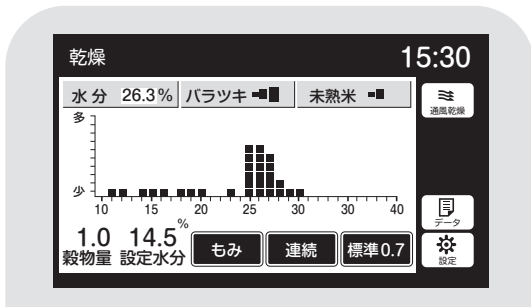 乾燥 15:30
水分 26.3% バラツキ 未熟米
通風乾燥
多
少
10 15 20 25 30 30 40
%
データ
1.0 14.5
穀物量 設定水分
もみ 連続 標準0.7
設定